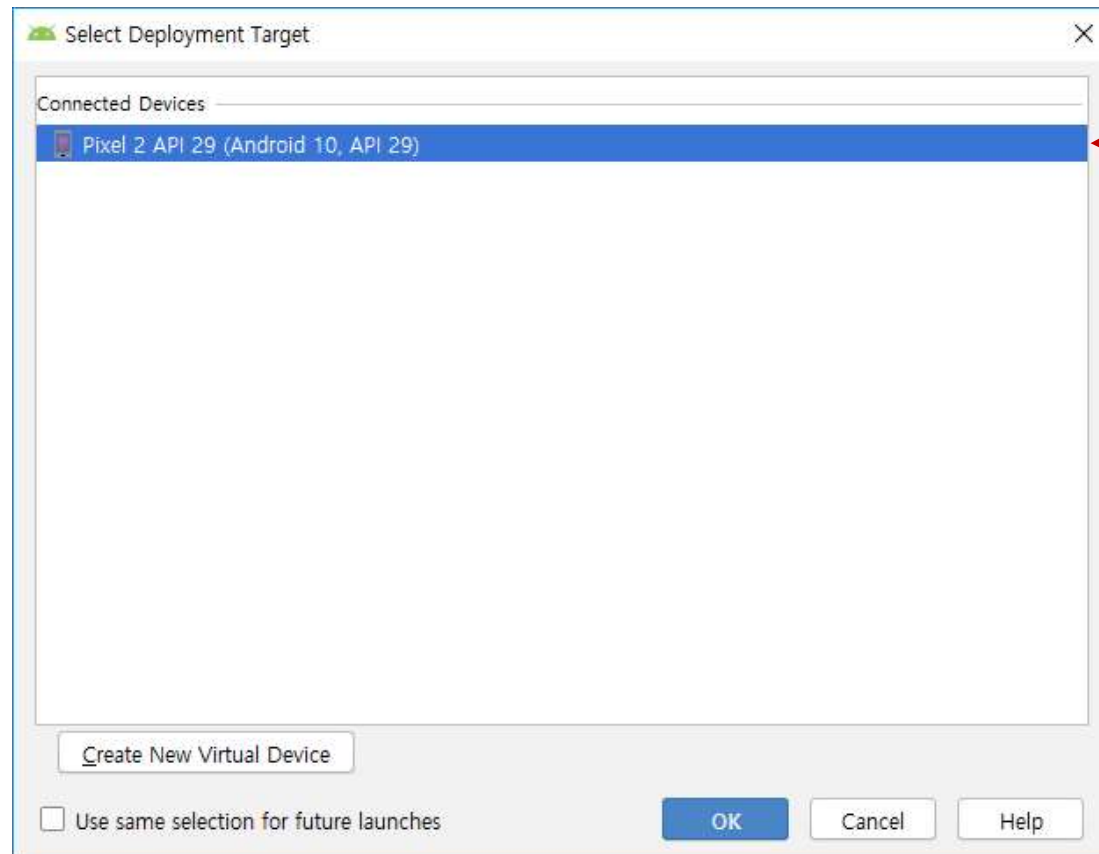 Select Deployment Target
Connected Devices
Pixel 2 API 29 (Android 10, API 29)
Create New Virtual Device
Use same selection for future launches
OK
Cancel
Help